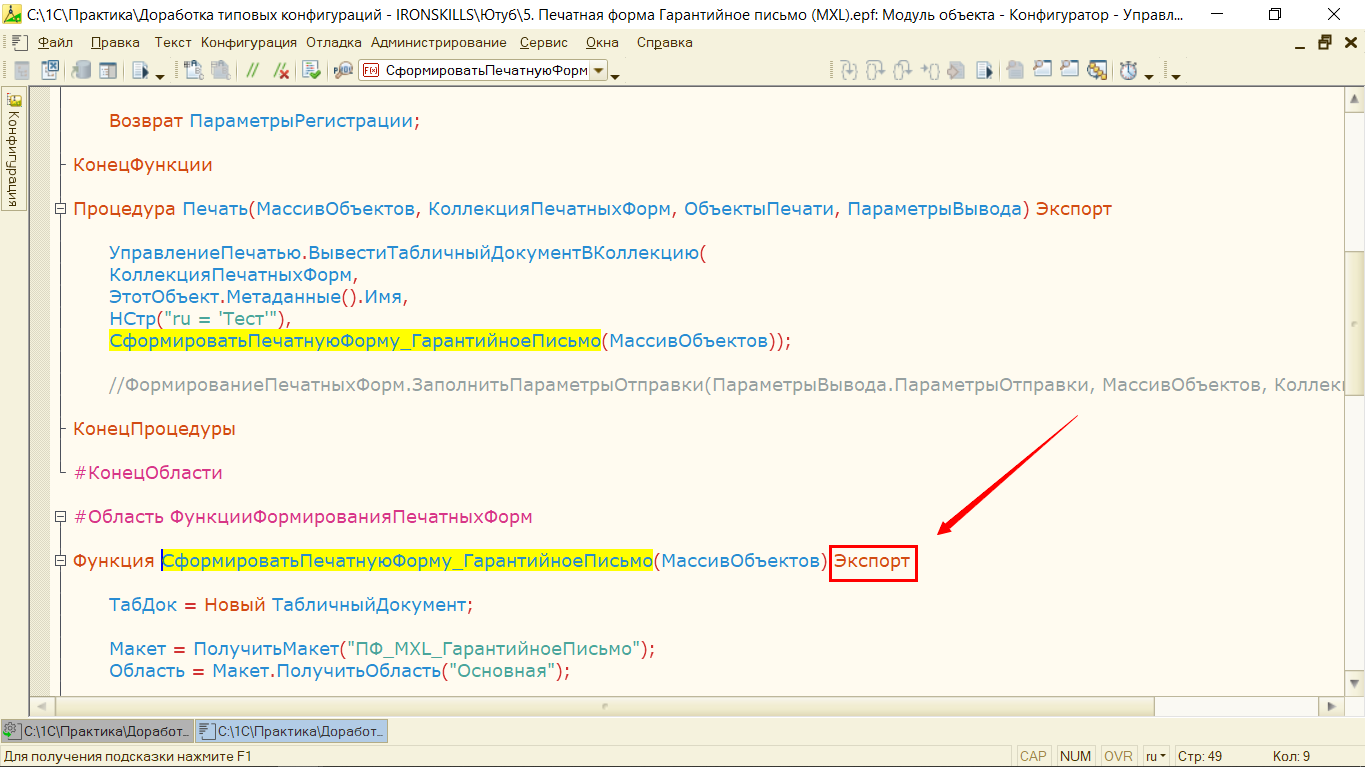 C:\1С\Практика\Доработка типовых конфигураций - IRONSKILLS\Ютуб\5. Печатная форма Гарантийное письмо (MXL).epf: Модуль объекта - Конфигуратор - Управл...
Файл Правка Текст Конфигурация Отладка Администрирование Сервис Окна Справка
СформироватьПечатнуюФорм
Конфигурация
Возврат ПараметрыРегистрации;
КонецФункции
Процедура Печать(МассивОбъектов, КоллекцияПечатныхФорм, ОбъектыПечати, ПараметрыВывода) Экспорт
УправлениеПечатью.ВывестиТабличныйДокументВКоллекцию(
КоллекцияПечатныхФорм,
ЭтотОбъект.Метаданные().Имя,
НСтр("ru = 'Тест'"),
СформироватьПечатнуюФорму_ГарантийноеПисьмо(МассивОбъектов));
//ФормированиеПечатныхФорм.ЗаполнитьПараметрыОтправки(ПараметрыВывода.ПараметрыОтправки, МассивОбъектов, Коллек
КонецПроцедуры
#КонецОбласти
#Область ФункцииФормированияПечатныхФорм
Функция СформироватьПечатнуюФорму_ГарантийноеПисьмо(МассивОбъектов) Экспорт
ТабДок = Новый ТабличныйДокумент;
Макет = ПолучитьМакет("ПФ_MXL_ГарантийноеПисьмо");
Область = Макет.ПолучитьОбласть("Основная");
C:\1С\Практика\Доработ... C:\1С\Практика\Доработ...
Для получения подсказки нажмите F1 CAP NUM OVR ru Стр: 49 Кол: 9